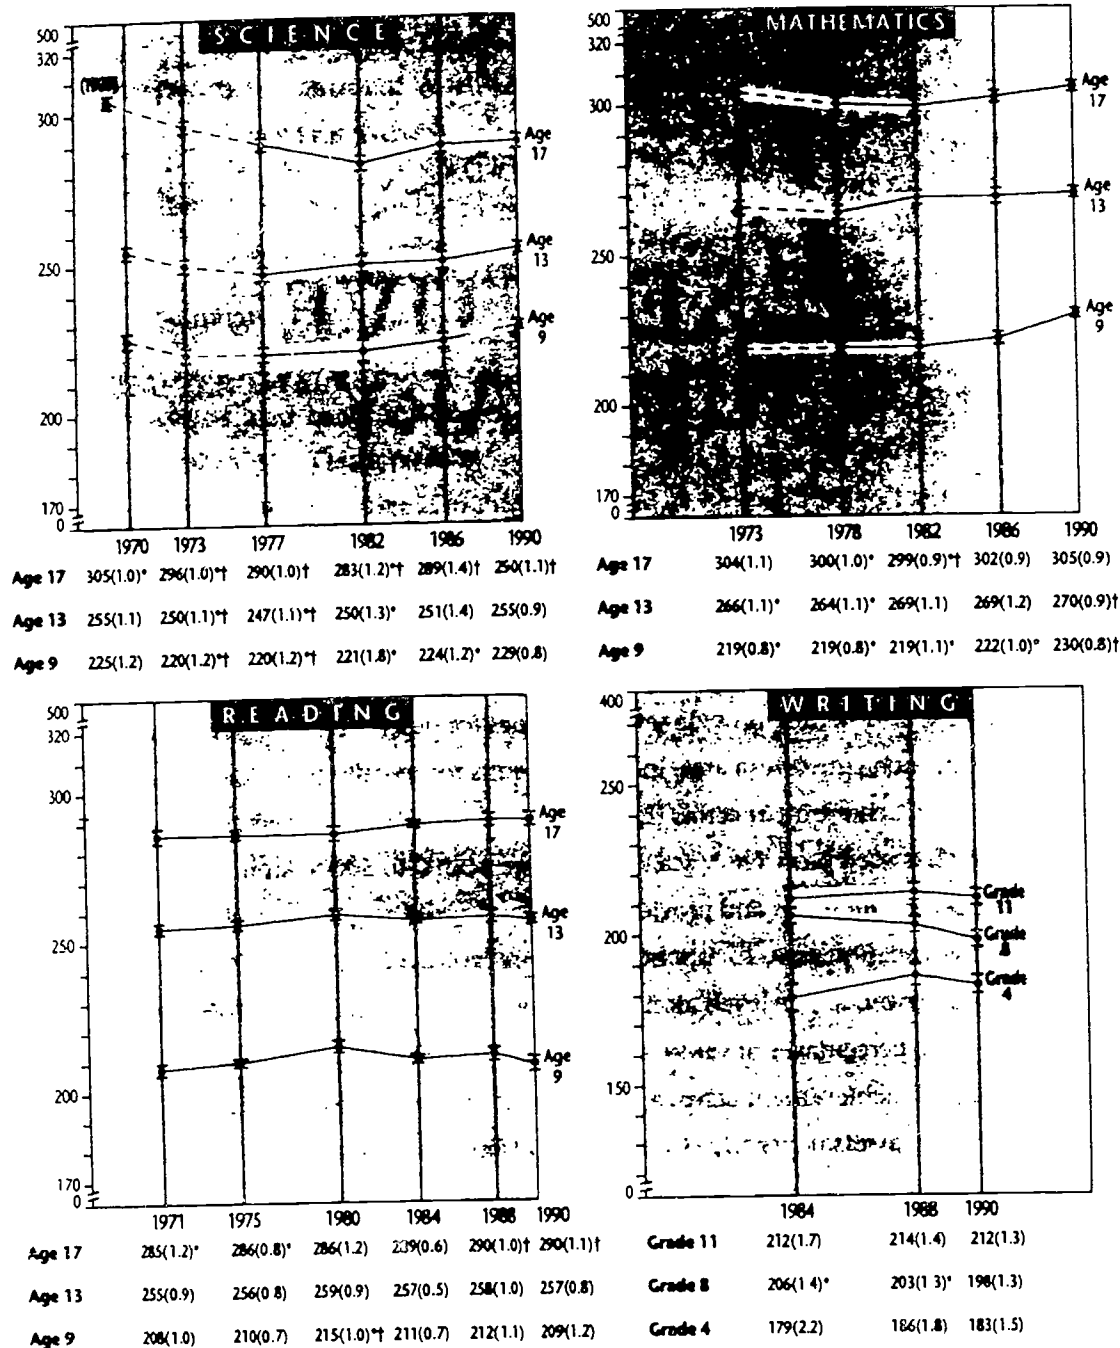 SCIENCE
500
320
300
250
200
170
0
Age
17
Age
13
Age
9
1970 1973 1977 1982 1986 1990
Age 17 305(1.0)* 296(1.0)*† 290(1.0)† 283(1.2)*† 289(1.4)† 290(1.1)†
Age 13 255(1.1) 250(1.1)*† 247(1.1)*† 250(1.3)* 251(1.4) 255(0.9)
Age 9 225(1.2) 220(1.2)*† 220(1.2)*† 221(1.8)* 224(1.2)* 229(0.8)
MATHEMATICS
500
320
300
250
200
170
0
Age
17
Age
13
Age
9
1973 1978 1982 1986 1990
Age 17 304(1.1) 300(1.0)* 299(0.9)*† 302(0.9) 305(0.9)
Age 13 266(1.1)* 264(1.1)* 269(1.1) 269(1.2) 270(0.9)†
Age 9 219(0.8)* 219(0.8)* 219(1.1)* 222(1.0)* 230(0.8)†
READING
500
320
300
250
200
170
0
Age
17
Age
13
Age
9
1971 1975 1980 1984 1988 1990
Age 17 285(1.2)* 286(0.8)* 286(1.2) 289(0.6) 290(1.0)† 290(1.1)†
Age 13 255(0.9) 256(0 8) 259(0.9) 257(0.5) 258(1.0) 257(0.8)
Age 9 208(1.0) 210(0.7) 215(1.0)*† 211(0.7) 212(1.1) 209(1.2)
WRITING
400
250
200
150
0
Grade
11
Grade
8
Grade
4
1984 1988 1990
Grade 11 212(1.7) 214(1.4) 212(1.3)
Grade 8 206(1 4)* 203(1 3)* 198(1.3)
Grade 4 179(2.2) 186(1.8) 183(1.5)